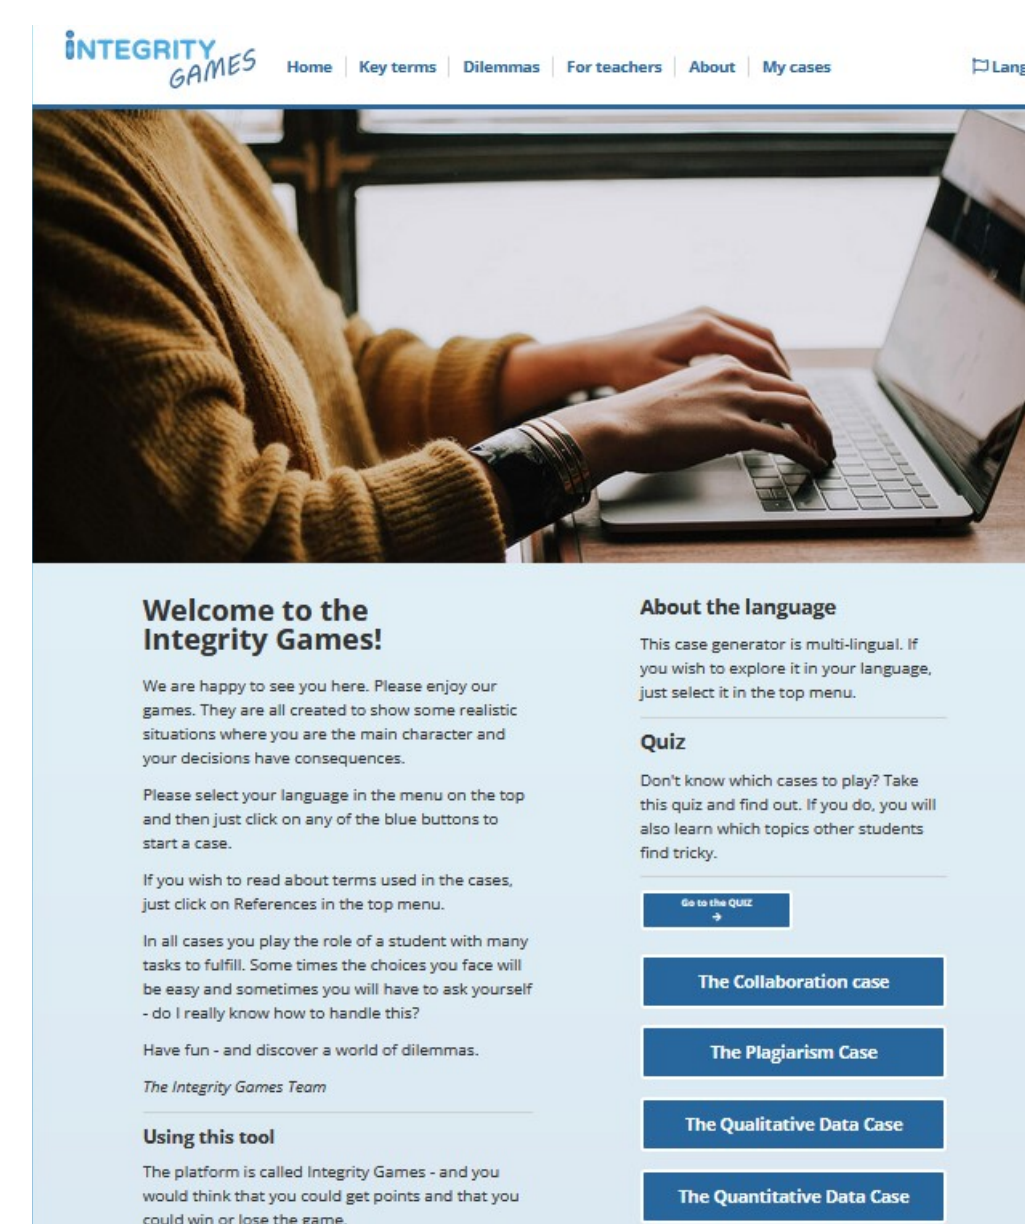 iNTEGRITY
GAMES
Home
Key terms
Dilemmas
For teachers
About
My cases
Lang
Welcome to the
Integrity Games!
We are happy to see you here. Please enjoy our
games. They are all created to show some realistic
situations where you are the main character and
your decisions have consequences.
Please select your language in the menu on the top
and then just click on any of the blue buttons to
start a case.
If you wish to read about terms used in the cases,
just click on References in the top menu.
In all cases you play the role of a student with many
tasks to fulfill. Some times the choices you face will
be easy and sometimes you will have to ask yourself
- do I really know how to handle this?
Have fun - and discover a world of dilemmas.
The Integrity Games Team
Using this tool
The platform is called Integrity Games - and you
would think that you could get points and that you
could win or lose the game.
About the language
This case generator is multi-lingual. If
you wish to explore it in your language,
just select it in the top menu.
Quiz
Don't know which cases to play? Take
this quiz and find out. If you do, you will
also learn which topics other students
find tricky.
Go to the QUIZ
→
The Collaboration case
The Plagiarism Case
The Qualitative Data Case
The Quantitative Data Case